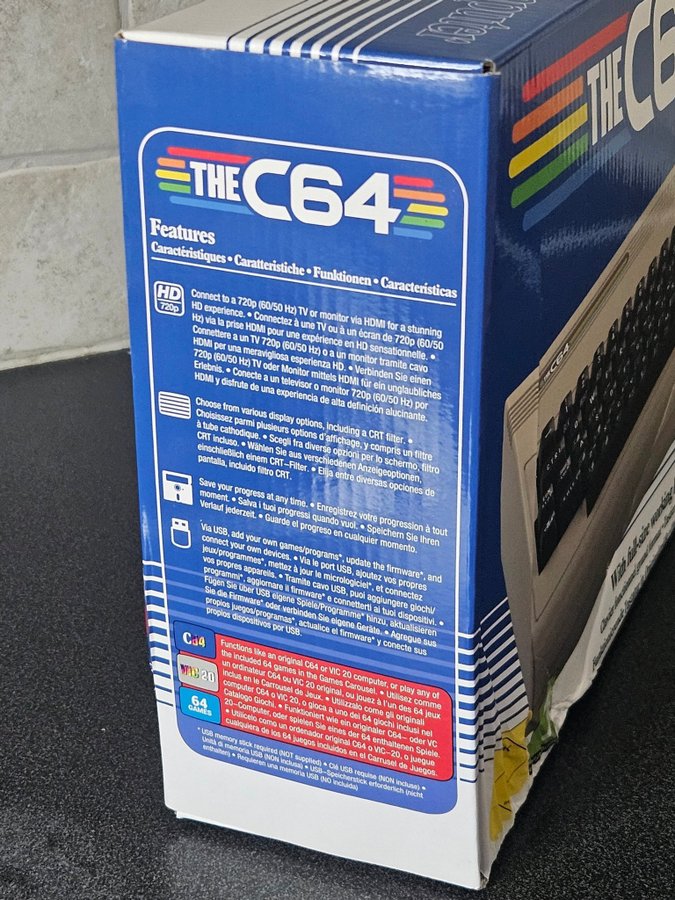 THE C64
Features
Caractéristiques • Caratteristiche • Funktionen • Características
HD
720p
Connect to a 720p (60/50 Hz) TV or monitor via HDMI for a stunning
HD experience. • Connectez à une TV ou à un écran de 720p (60/50
Hz) via la prise HDMI pour une expérience en HD sensationnelle. •
Connettere a un TV 720p (60/50 Hz) o a un monitor tramite cavo
HDMI per una meravigliosa esperienza HD. • Verbinden Sie einen
720p (60/50 Hz) TV oder Monitor mittels HDMI für ein unglaubliches
Erlebnis. • Conecte a un televisor o monitor 720p (60/50 Hz) por
HDMI y disfrute de una experiencia de alta definición alucinante.
Choose from various display options, including a CRT filter. •
Choisissez parmi plusieurs options d'affichage, y compris un filtre
à tube cathodique. • Scegli fra diverse opzioni per lo schermo, filtro
CRT incluso. • Wählen Sie aus verschiedenen Anzeigeoptionen,
einschließlich einem CRT–Filter. • Elija entre diversas opciones de
pantalla, incluido filtro CRT.
Save your progress at any time. • Enregistrez votre progression à tout
moment. • Salva i tuoi progressi quando vuoi. • Speichern Sie Ihren
Verlauf jederzeit. • Guarde el progreso en cualquier momento.
Via USB, add your own games/programs*, update the firmware*, and
connect your own devices. • Via le port USB, ajoutez vos propres
jeux/programmes*, mettez à jour le micrologiciel*, et connectez
vos propres appareils. • Tramite cavo USB, puoi aggiungere giochi/
programmi*, aggiornare il firmware* e connetterti ai tuoi dispositivi. •
Fügen Sie über USB eigene Spiele/Programme* hinzu, aktualisieren
Sie die Firmware* oder verbinden Sie eigene Geräte. • Agregue sus
propios juegos/programas*, actualice el firmware* y conecte sus
propios dispositivos por USB.
C64
VIC 20
64
GAMES
Functions like an original C64 or VIC 20 computer, or play any of
the included 64 games in the Games Carousel. • Utilisez comme
un ordinateur C64 ou VIC 20 original, ou jouez à l'un des 64 jeux
inclus en le Carrusel de Jeux. • Utilizzalo come gli originali
computer C64 o VIC 20, o gioca a uno dei 64 giochi inclusi nel
Catalogo Giochi. • Funktioniert wie ein originaler C64– oder VC
20–Computer, oder spielen Sie eines der 64 enthaltenen Spiele.
• Utilícelo como un ordenador original C64 o VIC–20, o juegue
cualquiera de los 64 juegos incluidos en el Carrusel de Juegos.
* USB memory stick required (NOT supplied) • Clé USB requise (NON incluse) •
Unità di memoria USB (NON inclusa) • USB–Speicherstick erforderlich (nicht
enthalten) • Requieren una memoria USB (NO incluida)
THE C6
THE C64
With full-size working